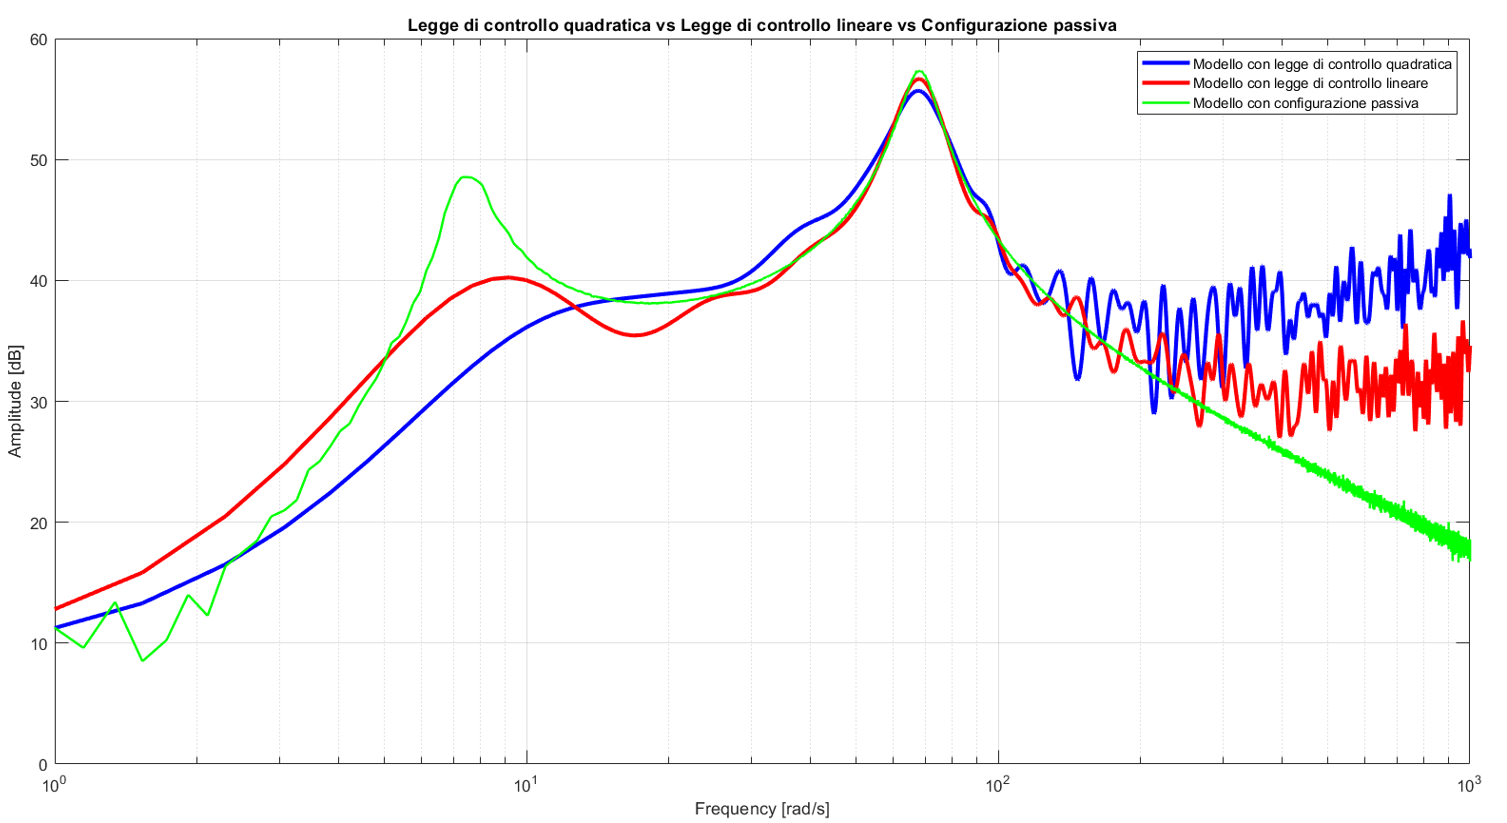 Legge di controllo quadratica vs Legge di controllo lineare vs Configurazione passiva
Modello con legge di controllo quadratica
Modello con legge di controllo lineare
Modello con configurazione passiva
Amplitude [dB]
60
50
40
30
20
10
0
10^0 10^1 10^2 10^3
Frequency [rad/s]